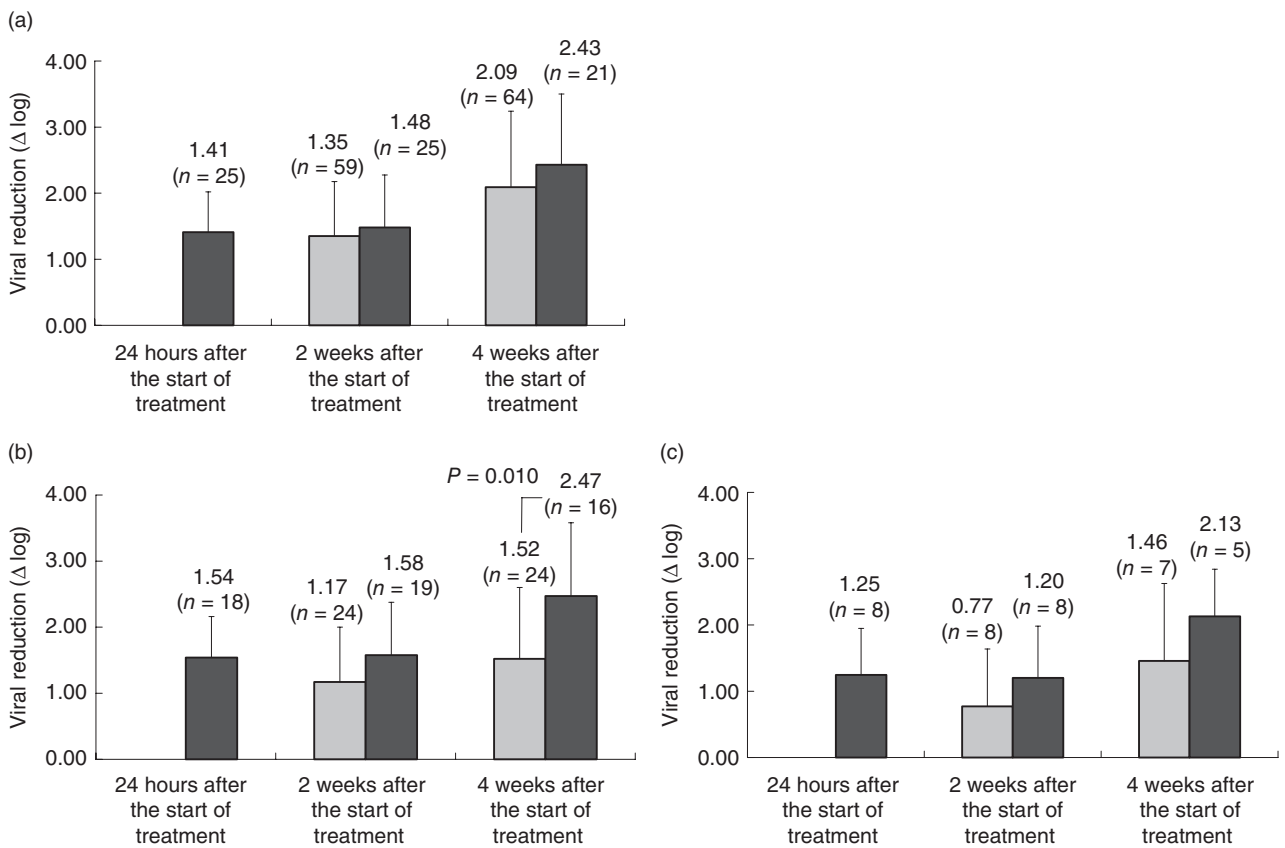 (a)
Viral reduction (Δ log)
4.00
3.00
2.00
1.00
0.00
1.41
(n = 25)
1.35
(n = 59)
1.48
(n = 25)
2.09
(n = 64)
2.43
(n = 21)
24 hours after
the start of
treatment
2 weeks after
the start of
treatment
4 weeks after
the start of
treatment
(b)
Viral reduction (Δ log)
4.00
3.00
2.00
1.00
0.00
1.54
(n = 18)
1.17
(n = 24)
1.58
(n = 19)
P = 0.010
1.52
(n = 24)
2.47
(n = 16)
24 hours after
the start of
treatment
2 weeks after
the start of
treatment
4 weeks after
the start of
treatment
(c)
Viral reduction (Δ log)
4.00
3.00
2.00
1.00
0.00
1.25
(n = 8)
0.77
(n = 8)
1.20
(n = 8)
1.46
(n = 7)
2.13
(n = 5)
24 hours after
the start of
treatment
2 weeks after
the start of
treatment
4 weeks after
the start of
treatment